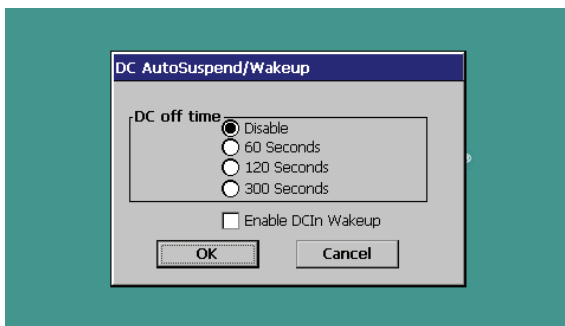 DC AutoSuspend/Wakeup
DC off time
Disable
60 Seconds
120 Seconds
300 Seconds
Enable DCIn Wakeup
OK Cancel